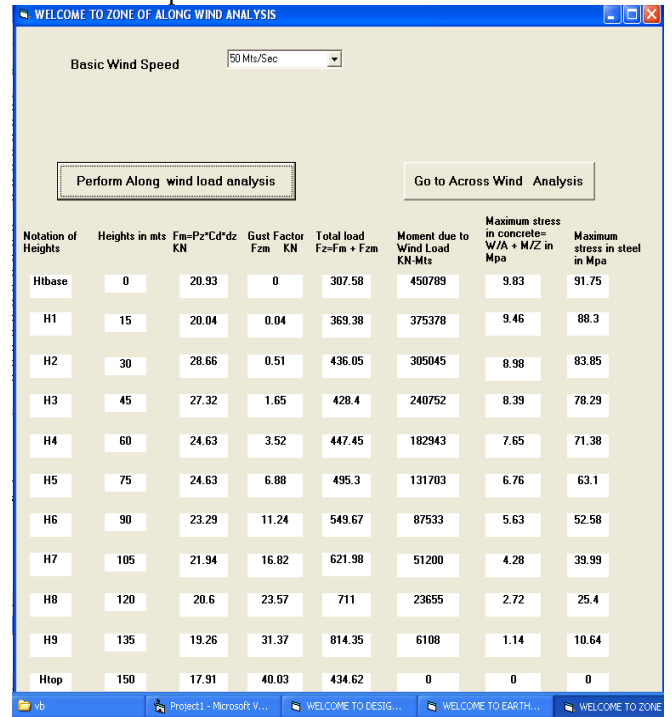 WELCOME TO ZONE OF ALONG WIND ANALYSIS
Basic Wind Speed 50 Mts/Sec
Perform Along wind load analysis Go to Across Wind Analysis
Notation of Heights in mts Fm=Pz*Cd*dz Gust Factor Total load Moment due to Maximum stress in concrete= Maximum
Heights KN Fzm KN Fz=Fm + Fzm Wind Load W/A + M/Z in stress in steel
KN-Mts Mpa in Mpa
Htbase 0 20.93 0 307.58 450789 9.83 91.75
H1 15 20.04 0.04 369.38 375378 9.46 88.3
H2 30 28.66 0.51 436.05 305045 8.98 83.85
H3 45 27.32 1.65 428.4 240752 8.39 78.29
H4 60 24.63 3.52 447.45 182943 7.65 71.38
H5 75 24.63 6.88 495.3 131703 6.76 63.1
H6 90 23.29 11.24 549.67 87533 5.63 52.58
H7 105 21.94 16.82 621.98 51200 4.28 39.99
H8 120 20.6 23.57 711 23655 2.72 25.4
H9 135 19.26 31.37 814.35 6108 1.14 10.64
Htop 150 17.91 40.03 434.62 0 0 0
vb Project1 - Microsoft V... WELCOME TO DESIG... WELCOME TO EARTH... WELCOME TO ZONE